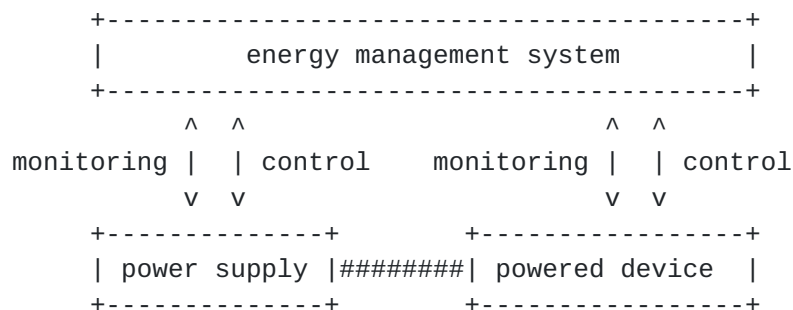 +-----------------------------------------+
|         energy management system        |
+-----------------------------------------+
^  ^                       ^  ^
monitoring |  | control    monitoring |  | control
v  v                       v  v
+--------------+        +-----------------+
| power supply |########| powered device  |
+--------------+        +-----------------+